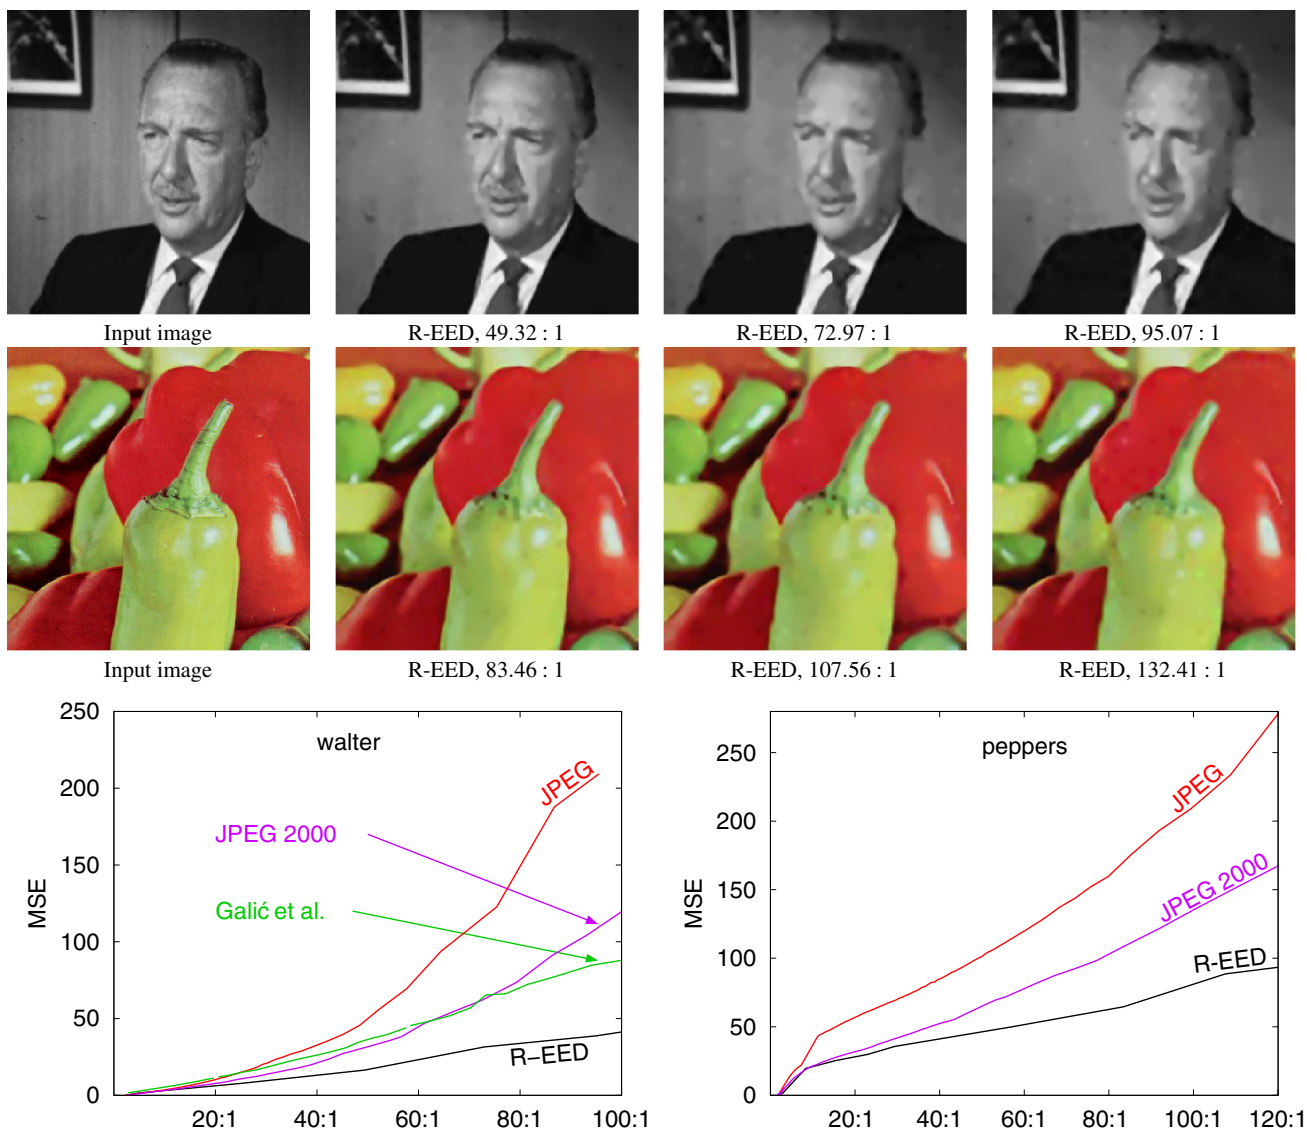 Input image
R-EED, 49.32 : 1
R-EED, 72.97 : 1
R-EED, 95.07 : 1
Input image
R-EED, 83.46 : 1
R-EED, 107.56 : 1
R-EED, 132.41 : 1
250
200
150
100
50
0
MSE
walter
JPEG
JPEG 2000
Galić et al.
R-EED
20:1
40:1
60:1
80:1
100:1
250
200
150
100
50
0
MSE
peppers
JPEG
JPEG 2000
R-EED
20:1
40:1
60:1
80:1
100:1
120:1